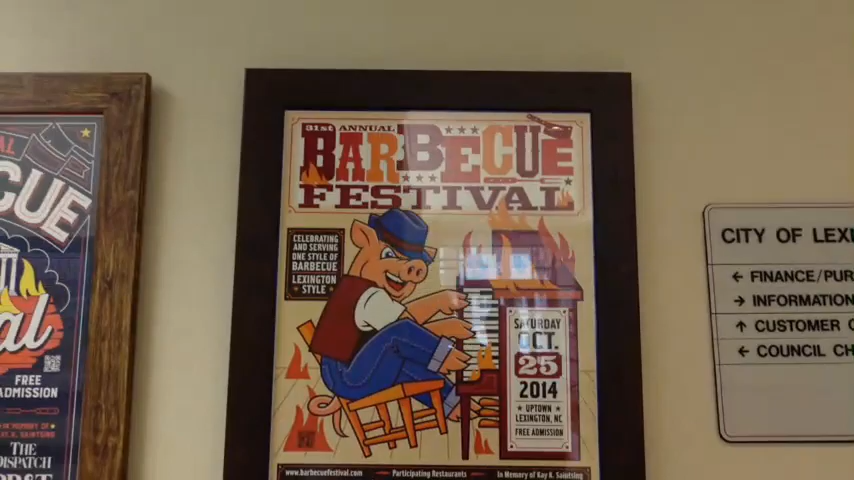 CUE
FREE
ADMISSION
THE
DISPATCH
31st ANNUAL
BARBECUE
FESTIVAL
CELEBRATING
AND SERVING
ONE STYLE OF
BARBECUE
LEXINGTON
STYLE
SATURDAY
OCT.
25
2014
UPTOWN
LEXINGTON, NC
FREE ADMISSION
www.barbecuefestival.com
Participating Restaurants
In Memory of Kay K. Saintsing
CITY OF LEXI
← FINANCE/PUR
→ INFORMATION
↑ CUSTOMER
← COUNCIL CH